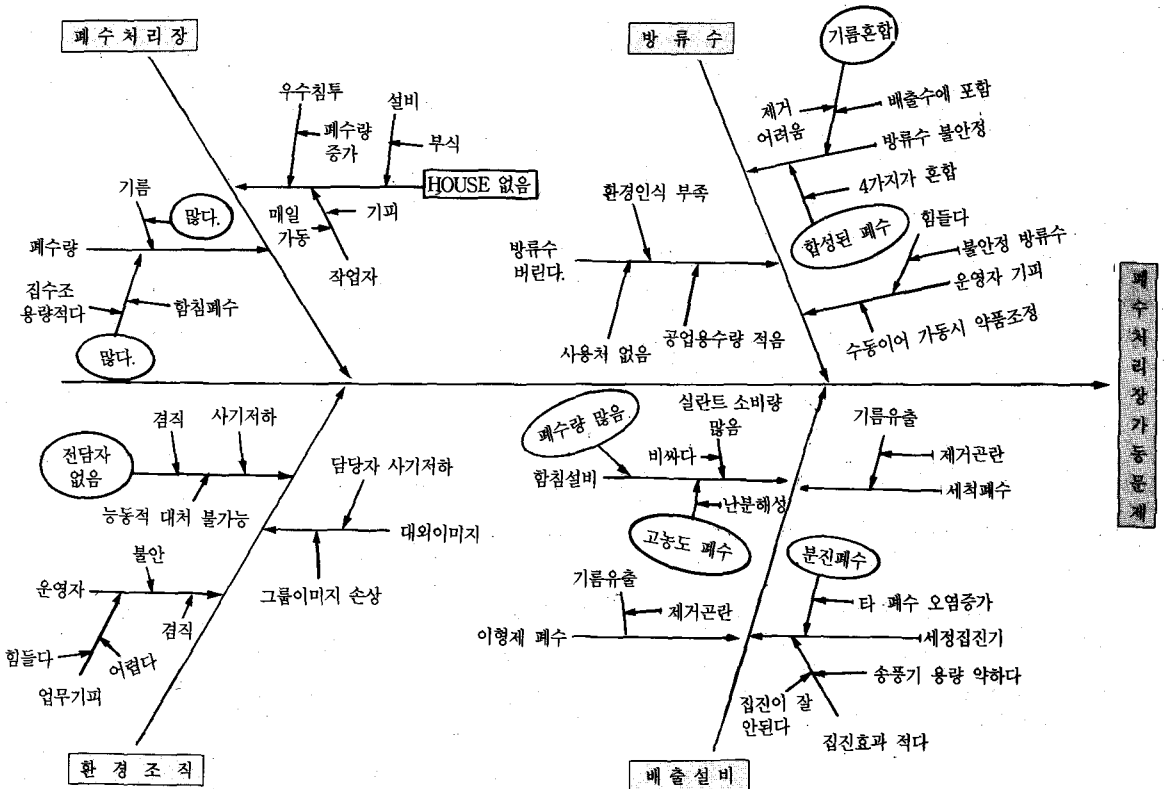 폐수처리장
방류수
기름혼합
우수침투
설비
폐수량
증가
부식
HOUSE 없음
제거
어려움
배출수에 포함
방류수 불안정
기름
많다.
매일
가동
기피
작업자
환경인식 부족
4가지가 혼합
합성된 폐수
힘들다
불안정 방류수
폐수량
방류수
버린다.
운영자 기피
집수조
용량적다
함침폐수
많다.
사용처 없음
공업용수량 적음
수동이어 가동시 약품조정
폐수처리장가동문제
겸직
사기저하
전담자
없음
능동적 대처 불가능
담당자 사기저하
대외이미지
그룹이미지 손상
불안
운영자
겸직
힘들다
어렵다
업무기피
환경조직
폐수량 많음
실란트 소비량
많음
비싸다
함침설비
난분해성
고농도 폐수
기름유출
제거곤란
세척폐수
기름유출
제거곤란
이형제 폐수
분진폐수
타 폐수 오염증가
세정집진기
송풍기 용량 약하다
집진이 잘
안된다
집진효과 적다
배출설비